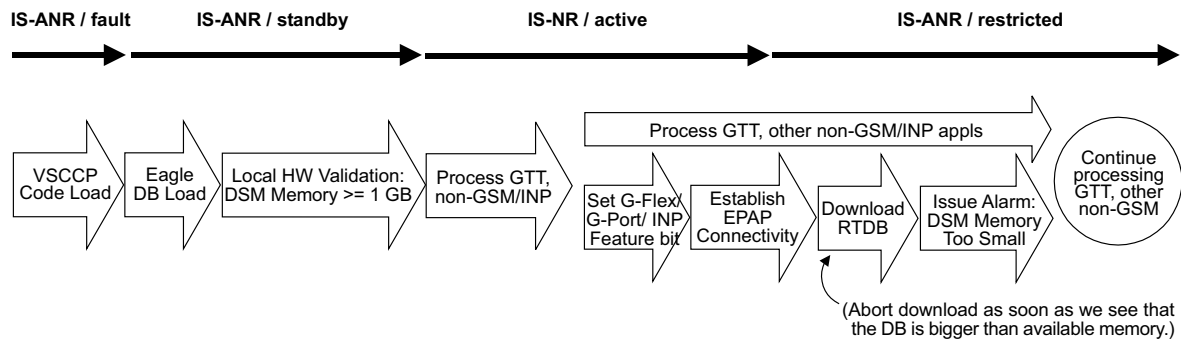 IS-ANR / fault
IS-ANR / standby
IS-NR / active
IS-ANR / restricted
VSCCP
Code Load
Eagle
DB Load
Local HW Validation:
DSM Memory >= 1 GB
Process GTT,
non-GSM/INP
Process GTT, other non-GSM/INP appls
Set G-Flex/
G-Port/ INP
Feature bit
Establish
EPAP
Connectivity
Download
RTDB
Issue Alarm:
DSM Memory
Too Small
Continue
processing
GTT, other
non-GSM
(Abort download as soon as we see that
the DB is bigger than available memory.)